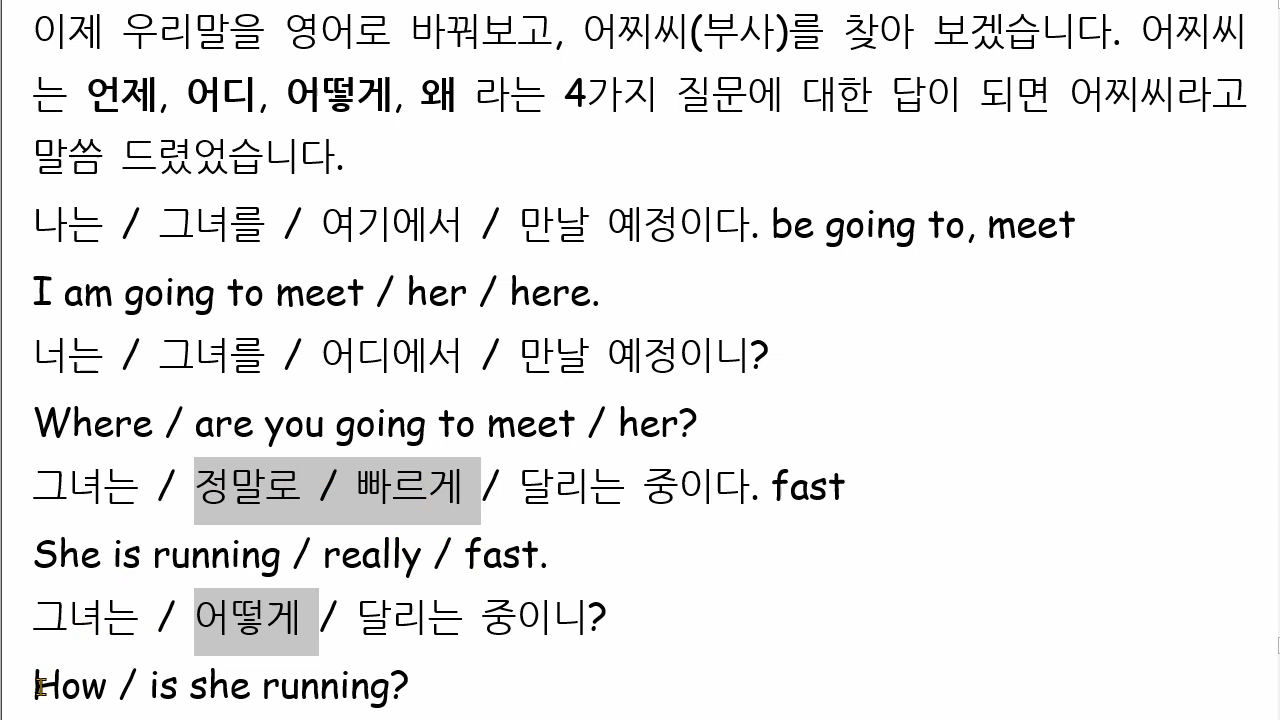 이제 우리말을 영어로 바꿔보고, 어찌씨(부사)를 찾아 보겠습니다. 어찌씨
는 언제, 어디, 어떻게, 왜 라는 4가지 질문에 대한 답이 되면 어찌씨라고
말씀 드렸었습니다.
나는 / 그녀를 / 여기에서 / 만날 예정이다. be going to, meet
I am going to meet / her / here.
너는 / 그녀를 / 어디에서 / 만날 예정이니?
Where / are you going to meet / her?
그녀는 / 정말로 / 빠르게 / 달리는 중이다. fast
She is running / really / fast.
그녀는 / 어떻게 / 달리는 중이니?
How / is she running?